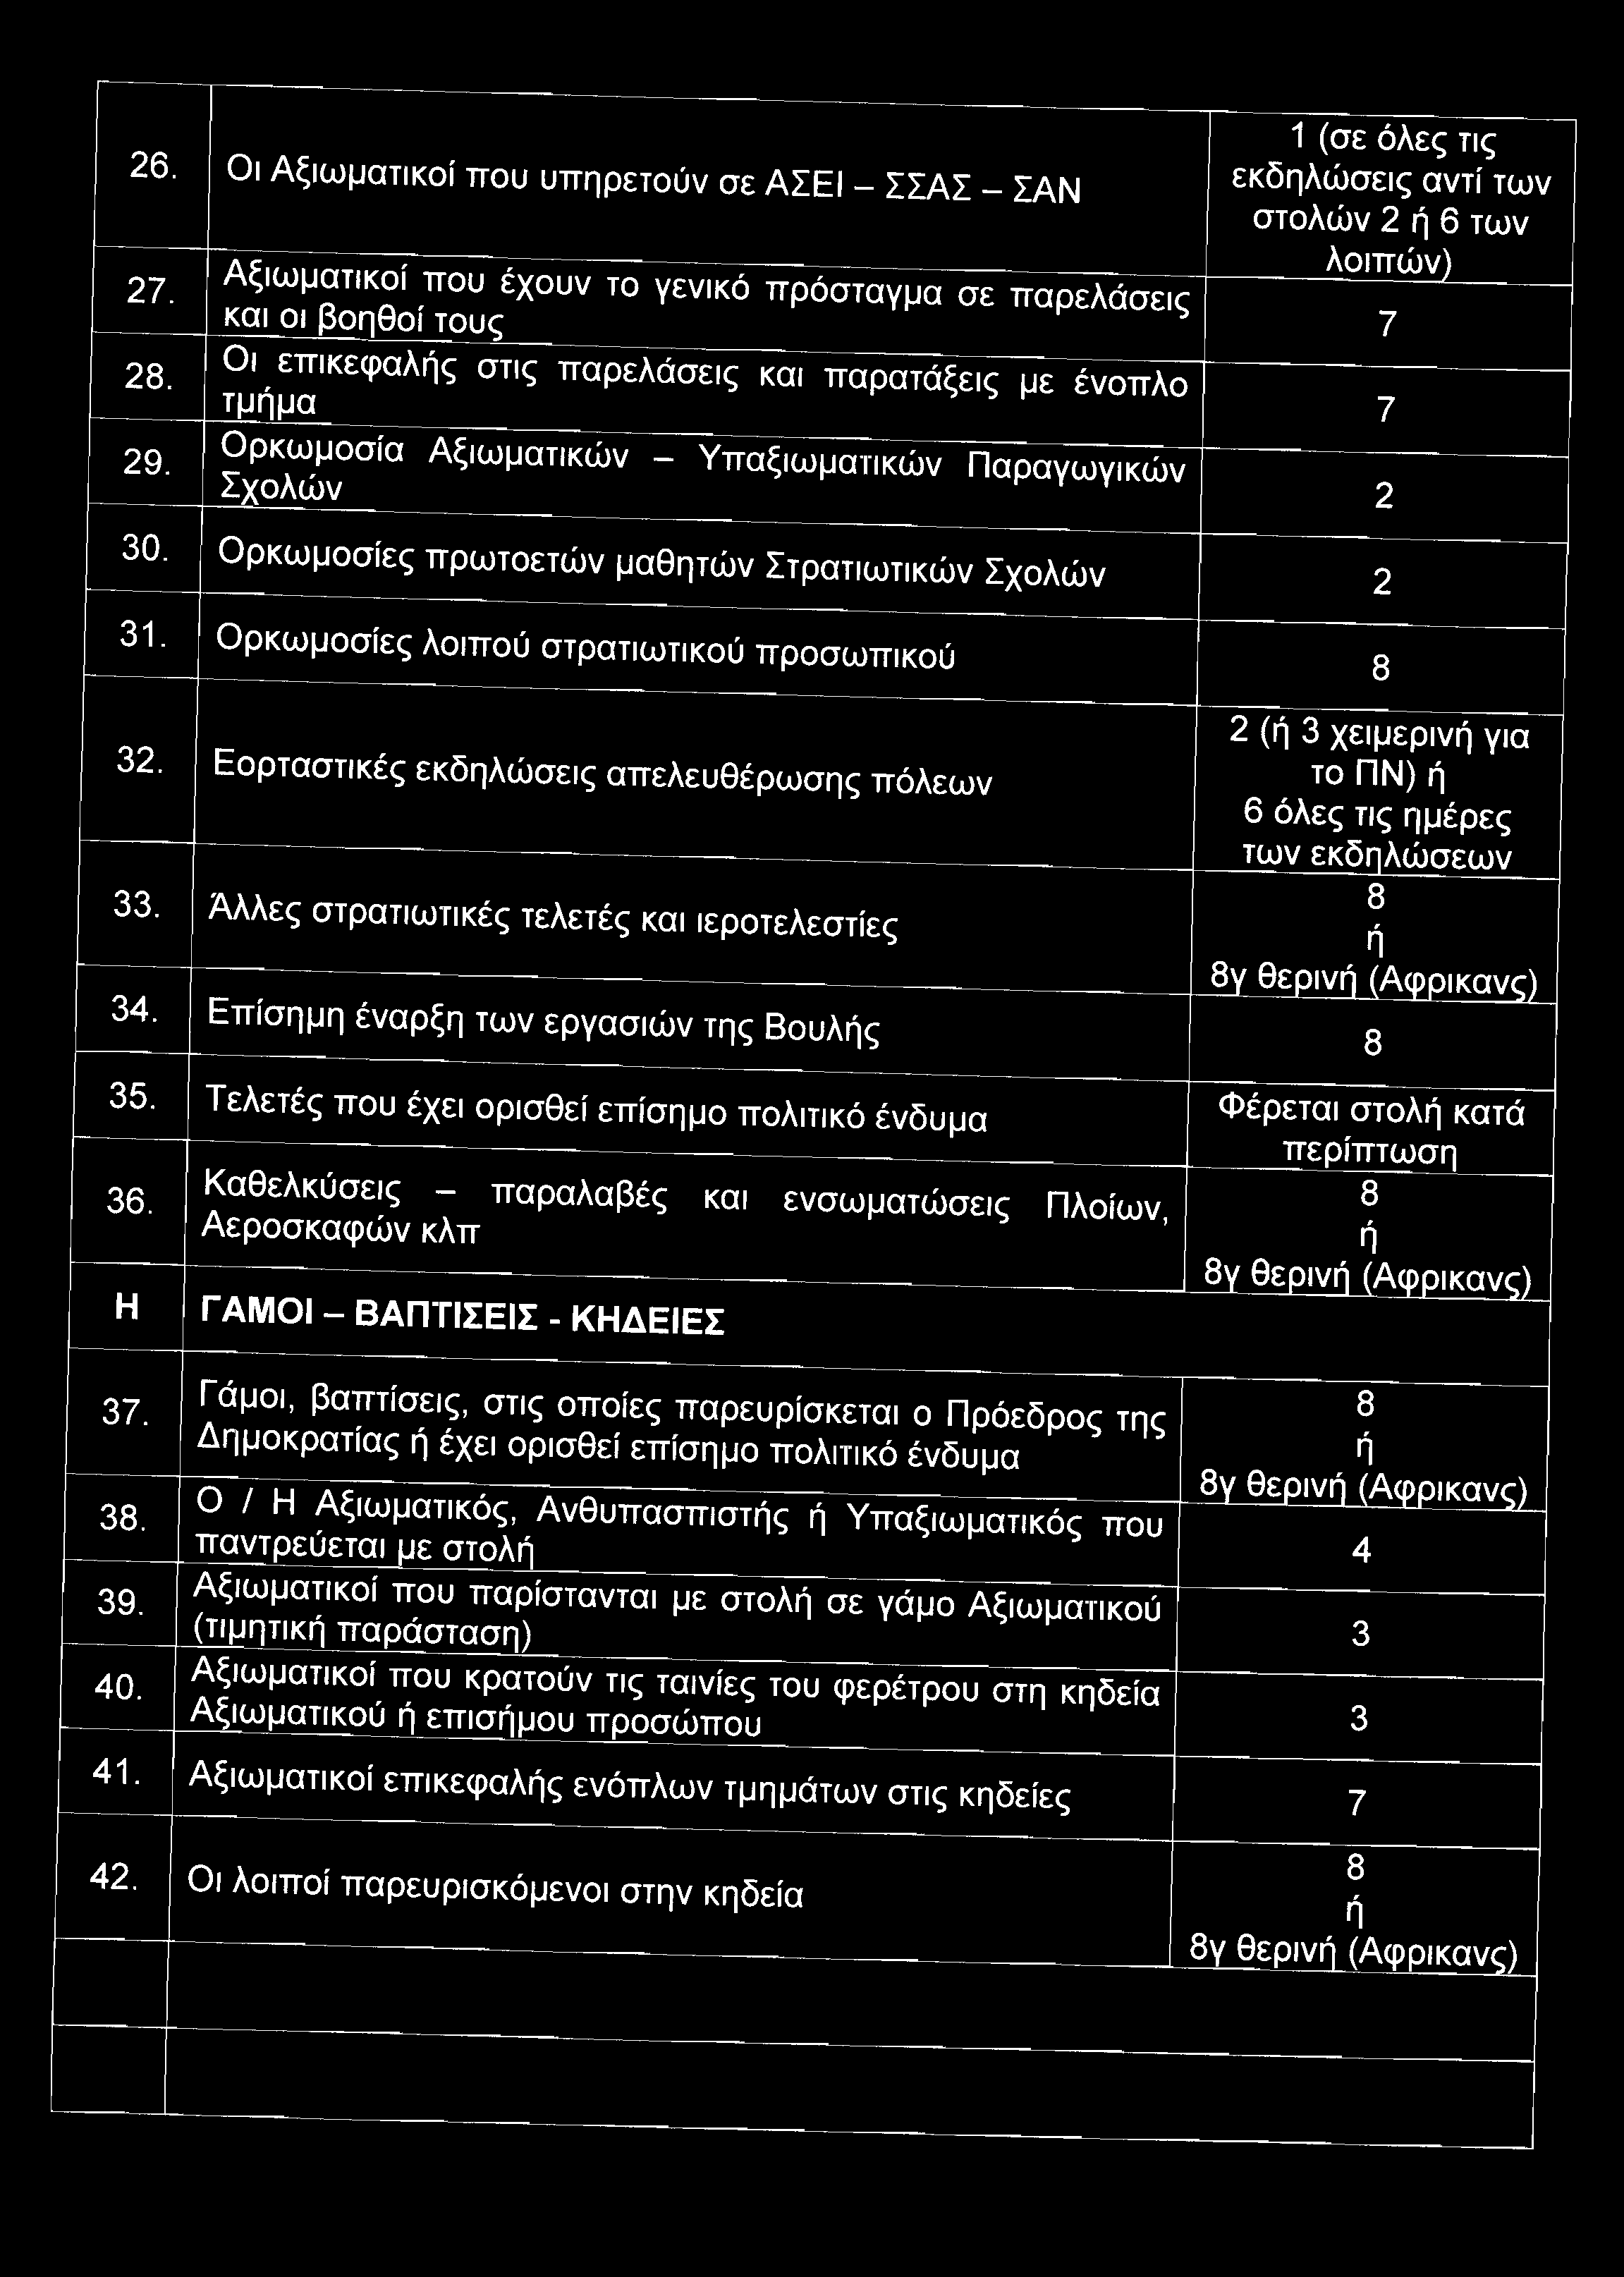 26. Οι Αξιωματικοί που υπηρετούν σε ΑΣΕΙ – ΣΣΑΣ – ΣΑΝ
1 (σε όλες τις
εκδηλώσεις αντί των
στολών 2 ή 6 των
λοιπών)
27. Αξιωματικοί που έχουν το γενικό πρόσταγμα σε παρελάσεις
και οι βοηθοί τους
7
28. Οι επικεφαλής στις παρελάσεις και παρατάξεις με ένοπλο
τμήμα
7
29. Ορκωμοσία Αξιωματικών – Υπαξιωματικών Παραγωγικών
Σχολών
2
30. Ορκωμοσίες πρωτοετών μαθητών Στρατιωτικών Σχολών
2
31. Ορκωμοσίες λοιπού στρατιωτικού προσωπικού
8
32. Εορταστικές εκδηλώσεις απελευθέρωσης πόλεων
2 (ή 3 χειμερινή για
το ΠΝ) ή
6 όλες τις ημέρες
των εκδηλώσεων
33. Άλλες στρατιωτικές τελετές και ιεροτελεστίες
8
ή
8γ θερινή (Αφρικανς)
34. Επίσημη έναρξη των εργασιών της Βουλής
8
35. Τελετές που έχει ορισθεί επίσημο πολιτικό ένδυμα
Φέρεται στολή κατά
περίπτωση
36. Καθελκύσεις – παραλαβές και ενσωματώσεις Πλοίων,
Αεροσκαφών κλπ
8
ή
8γ θερινή (Αφρικανς)
Η ΓΑΜΟΙ – ΒΑΠΤΙΣΕΙΣ - ΚΗΔΕΙΕΣ
37. Γάμοι, βαπτίσεις, στις οποίες παρευρίσκεται ο Πρόεδρος της
Δημοκρατίας ή έχει ορισθεί επίσημο πολιτικό ένδυμα
8
ή
8γ θερινή (Αφρικανς)
38. Ο / Η Αξιωματικός, Ανθυπασπιστής ή Υπαξιωματικός που
παντρεύεται με στολή
4
39. Αξιωματικοί που παρίστανται με στολή σε γάμο Αξιωματικού
(τιμητική παράσταση)
3
40. Αξιωματικοί που κρατούν τις ταινίες του φερέτρου στη κηδεία
Αξιωματικού ή επισήμου προσώπου
3
41. Αξιωματικοί επικεφαλής ενόπλων τμημάτων στις κηδείες
7
42. Οι λοιποί παρευρισκόμενοι στην κηδεία
8
ή
8γ θερινή (Αφρικανς)